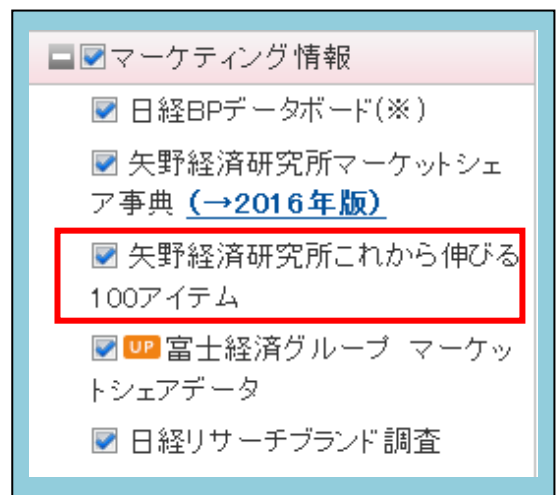 マーケティング情報
日経BPデータボード(※)
矢野経済研究所マーケットシェ
ア事典 (→2016年版)
矢野経済研究所これから伸びる
100アイテム
UP 富士経済グループ マーケッ
トシェアデータ
日経リサーチブランド調査